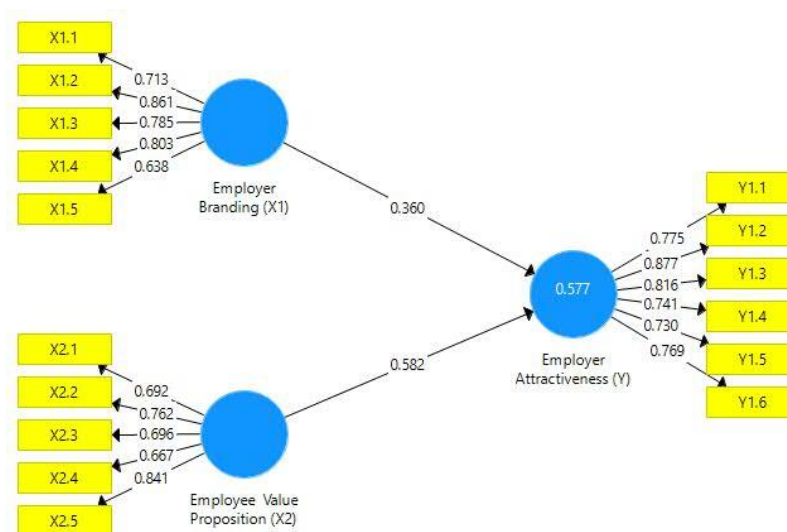 X1.1
X1.2
X1.3
X1.4
X1.5
0.713
0.861
0.785
0.803
0.638
Employer
Branding (X1)
0.360
X2.1
X2.2
X2.3
X2.4
X2.5
0.692
0.762
0.696
0.667
0.841
Employee Value
Proposition (X2)
0.582
0.577
Employer
Attractiveness (Y)
0.775
0.877
0.816
0.741
0.730
0.769
Y1.1
Y1.2
Y1.3
Y1.4
Y1.5
Y1.6